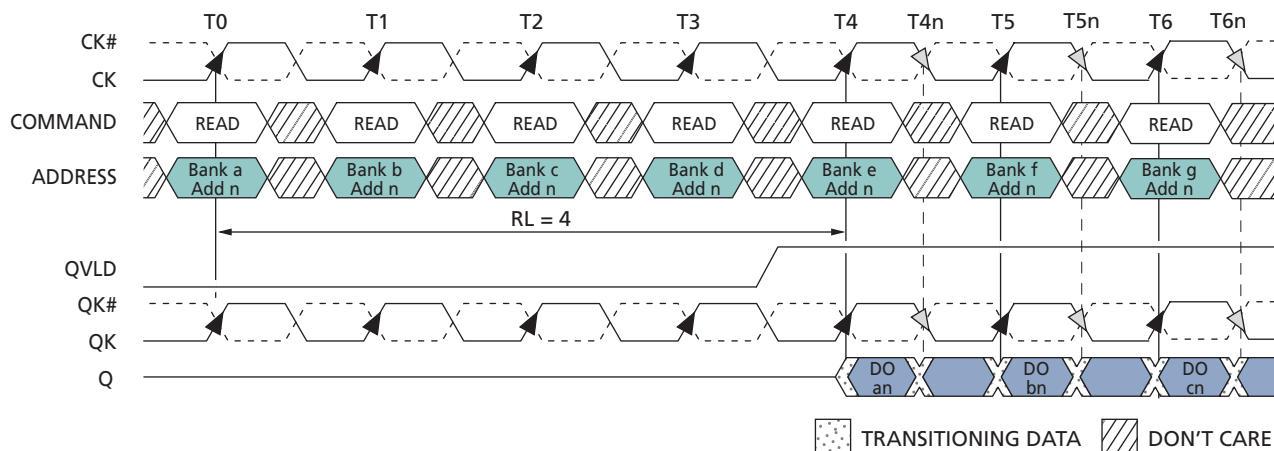 T0 T1 T2 T3 T4 T4n T5 T5n T6 T6n
CK#
CK
COMMAND READ READ READ READ READ READ READ
ADDRESS Bank a Add n Bank b Add n Bank c Add n Bank d Add n Bank e Add n Bank f Add n Bank g Add n
RL = 4
QVLD
QK#
QK
Q DO an DO bn DO cn
TRANSITIONING DATA DON'T CARE